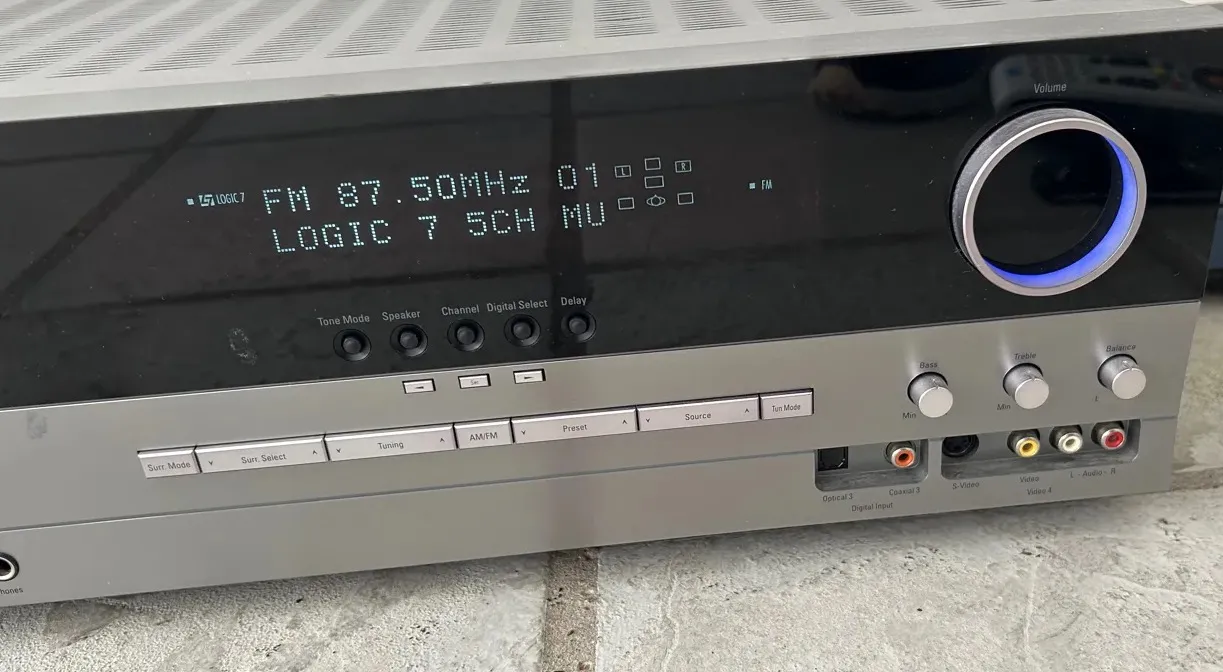 Volume
LOGIC 7 FM 87.50MHz 01 L R FM
LOGIC 7 5CH MU
Tone Mode Speaker Channel Digital Select Delay
Set
Surr. Mode Surr. Select Tuning AM/FM Preset Source Tun Mode
Bass Treble Balance
Min Min L
Optical 3 Coaxial 3 S-Video Video L - Audio - R
Digital Input Video 4
hones